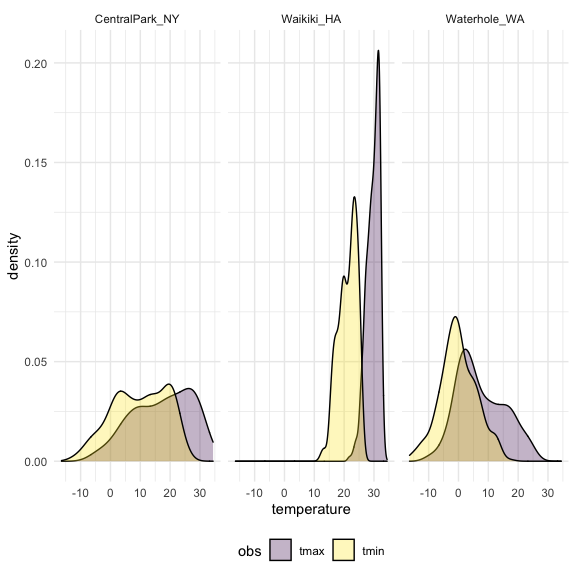 CentralPark_NY Waikiki_HA Waterhole_WA
0.20
0.15
0.10
0.05
0.00
density
-10 0 10 20 30 -10 0 10 20 30 -10 0 10 20 30
temperature
obs tmax tmin